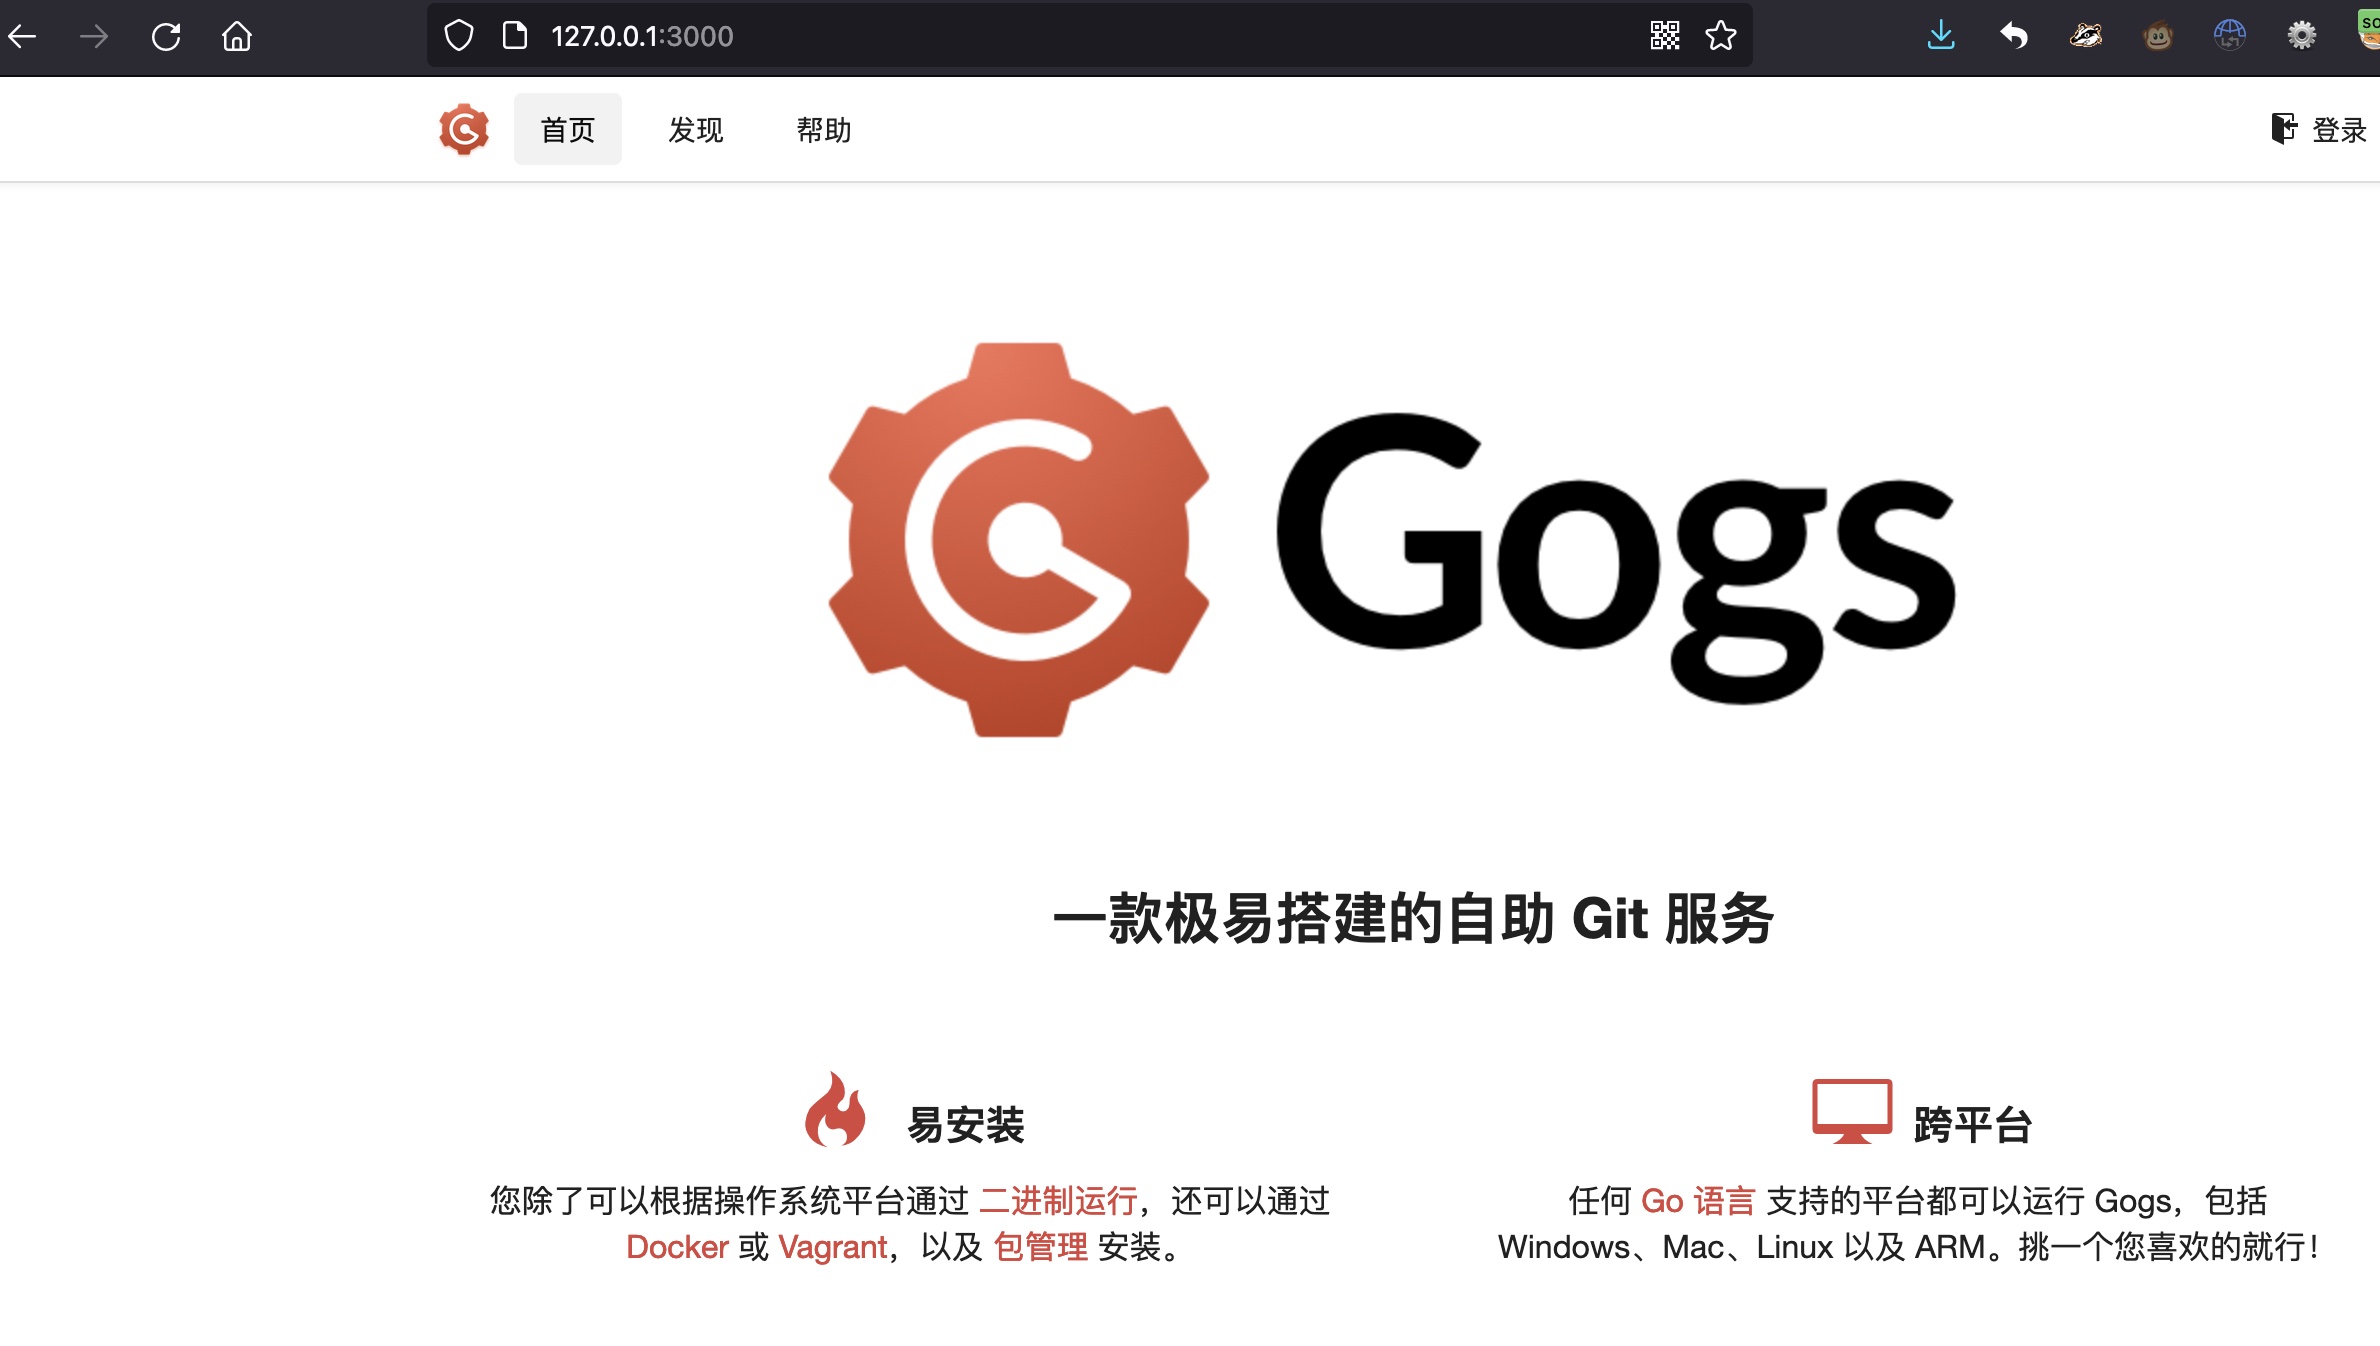 127.0.0.1:3000
首页 发现 帮助 登录
Gogs
一款极易搭建的自助 Git 服务
易安装
您除了可以根据操作系统平台通过 二进制运行，还可以通过
Docker 或 Vagrant，以及 包管理 安装。
跨平台
任何 Go 语言 支持的平台都可以运行 Gogs，包括
Windows、Mac、Linux 以及 ARM。挑一个您喜欢的就行！